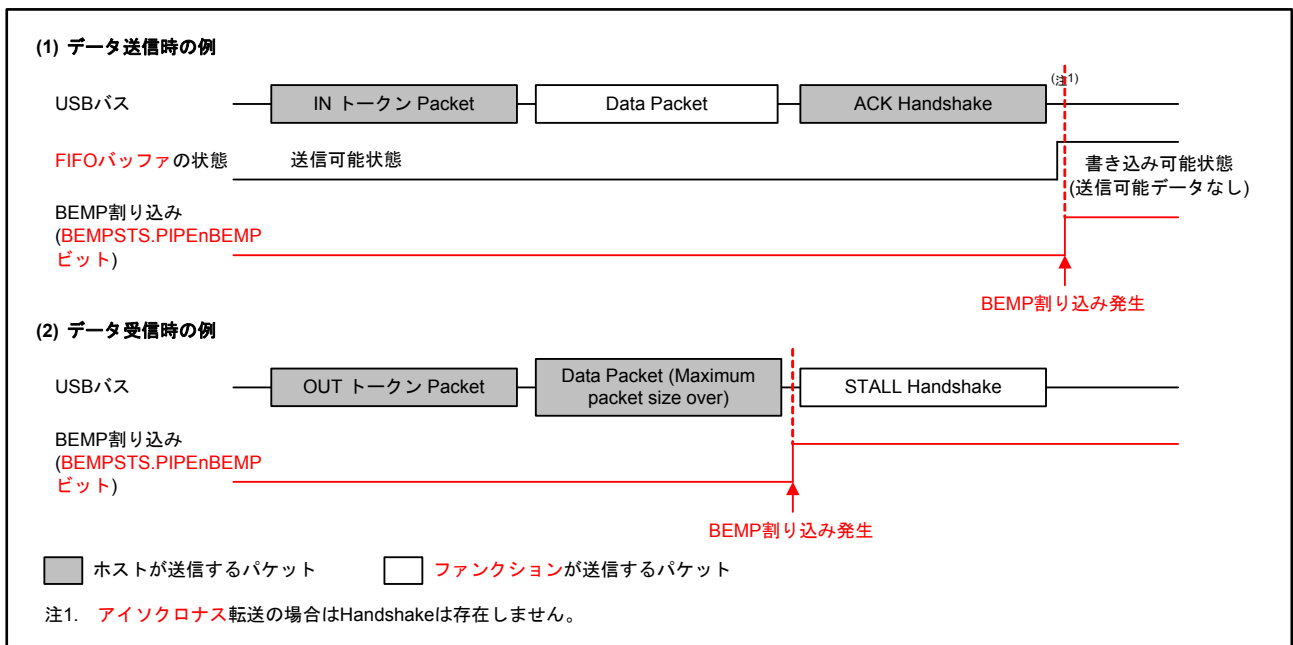 (1) データ送信時の例
(注1)
USBバス
IN トークン Packet
Data Packet
ACK Handshake
FIFOバッファの状態
送信可能状態
書き込み可能状態
(送信可能データなし)
BEMP割り込み
(BEMPSTS.PIPEnBEMP
ビット)
BEMP割り込み発生
(2) データ受信時の例
USBバス
OUT トークン Packet
Data Packet (Maximum
packet size over)
STALL Handshake
BEMP割り込み
(BEMPSTS.PIPEnBEMP
ビット)
BEMP割り込み発生
ホストが送信するパケット
ファンクションが送信するパケット
注1. アイソクロナス転送の場合はHandshakeは存在しません。